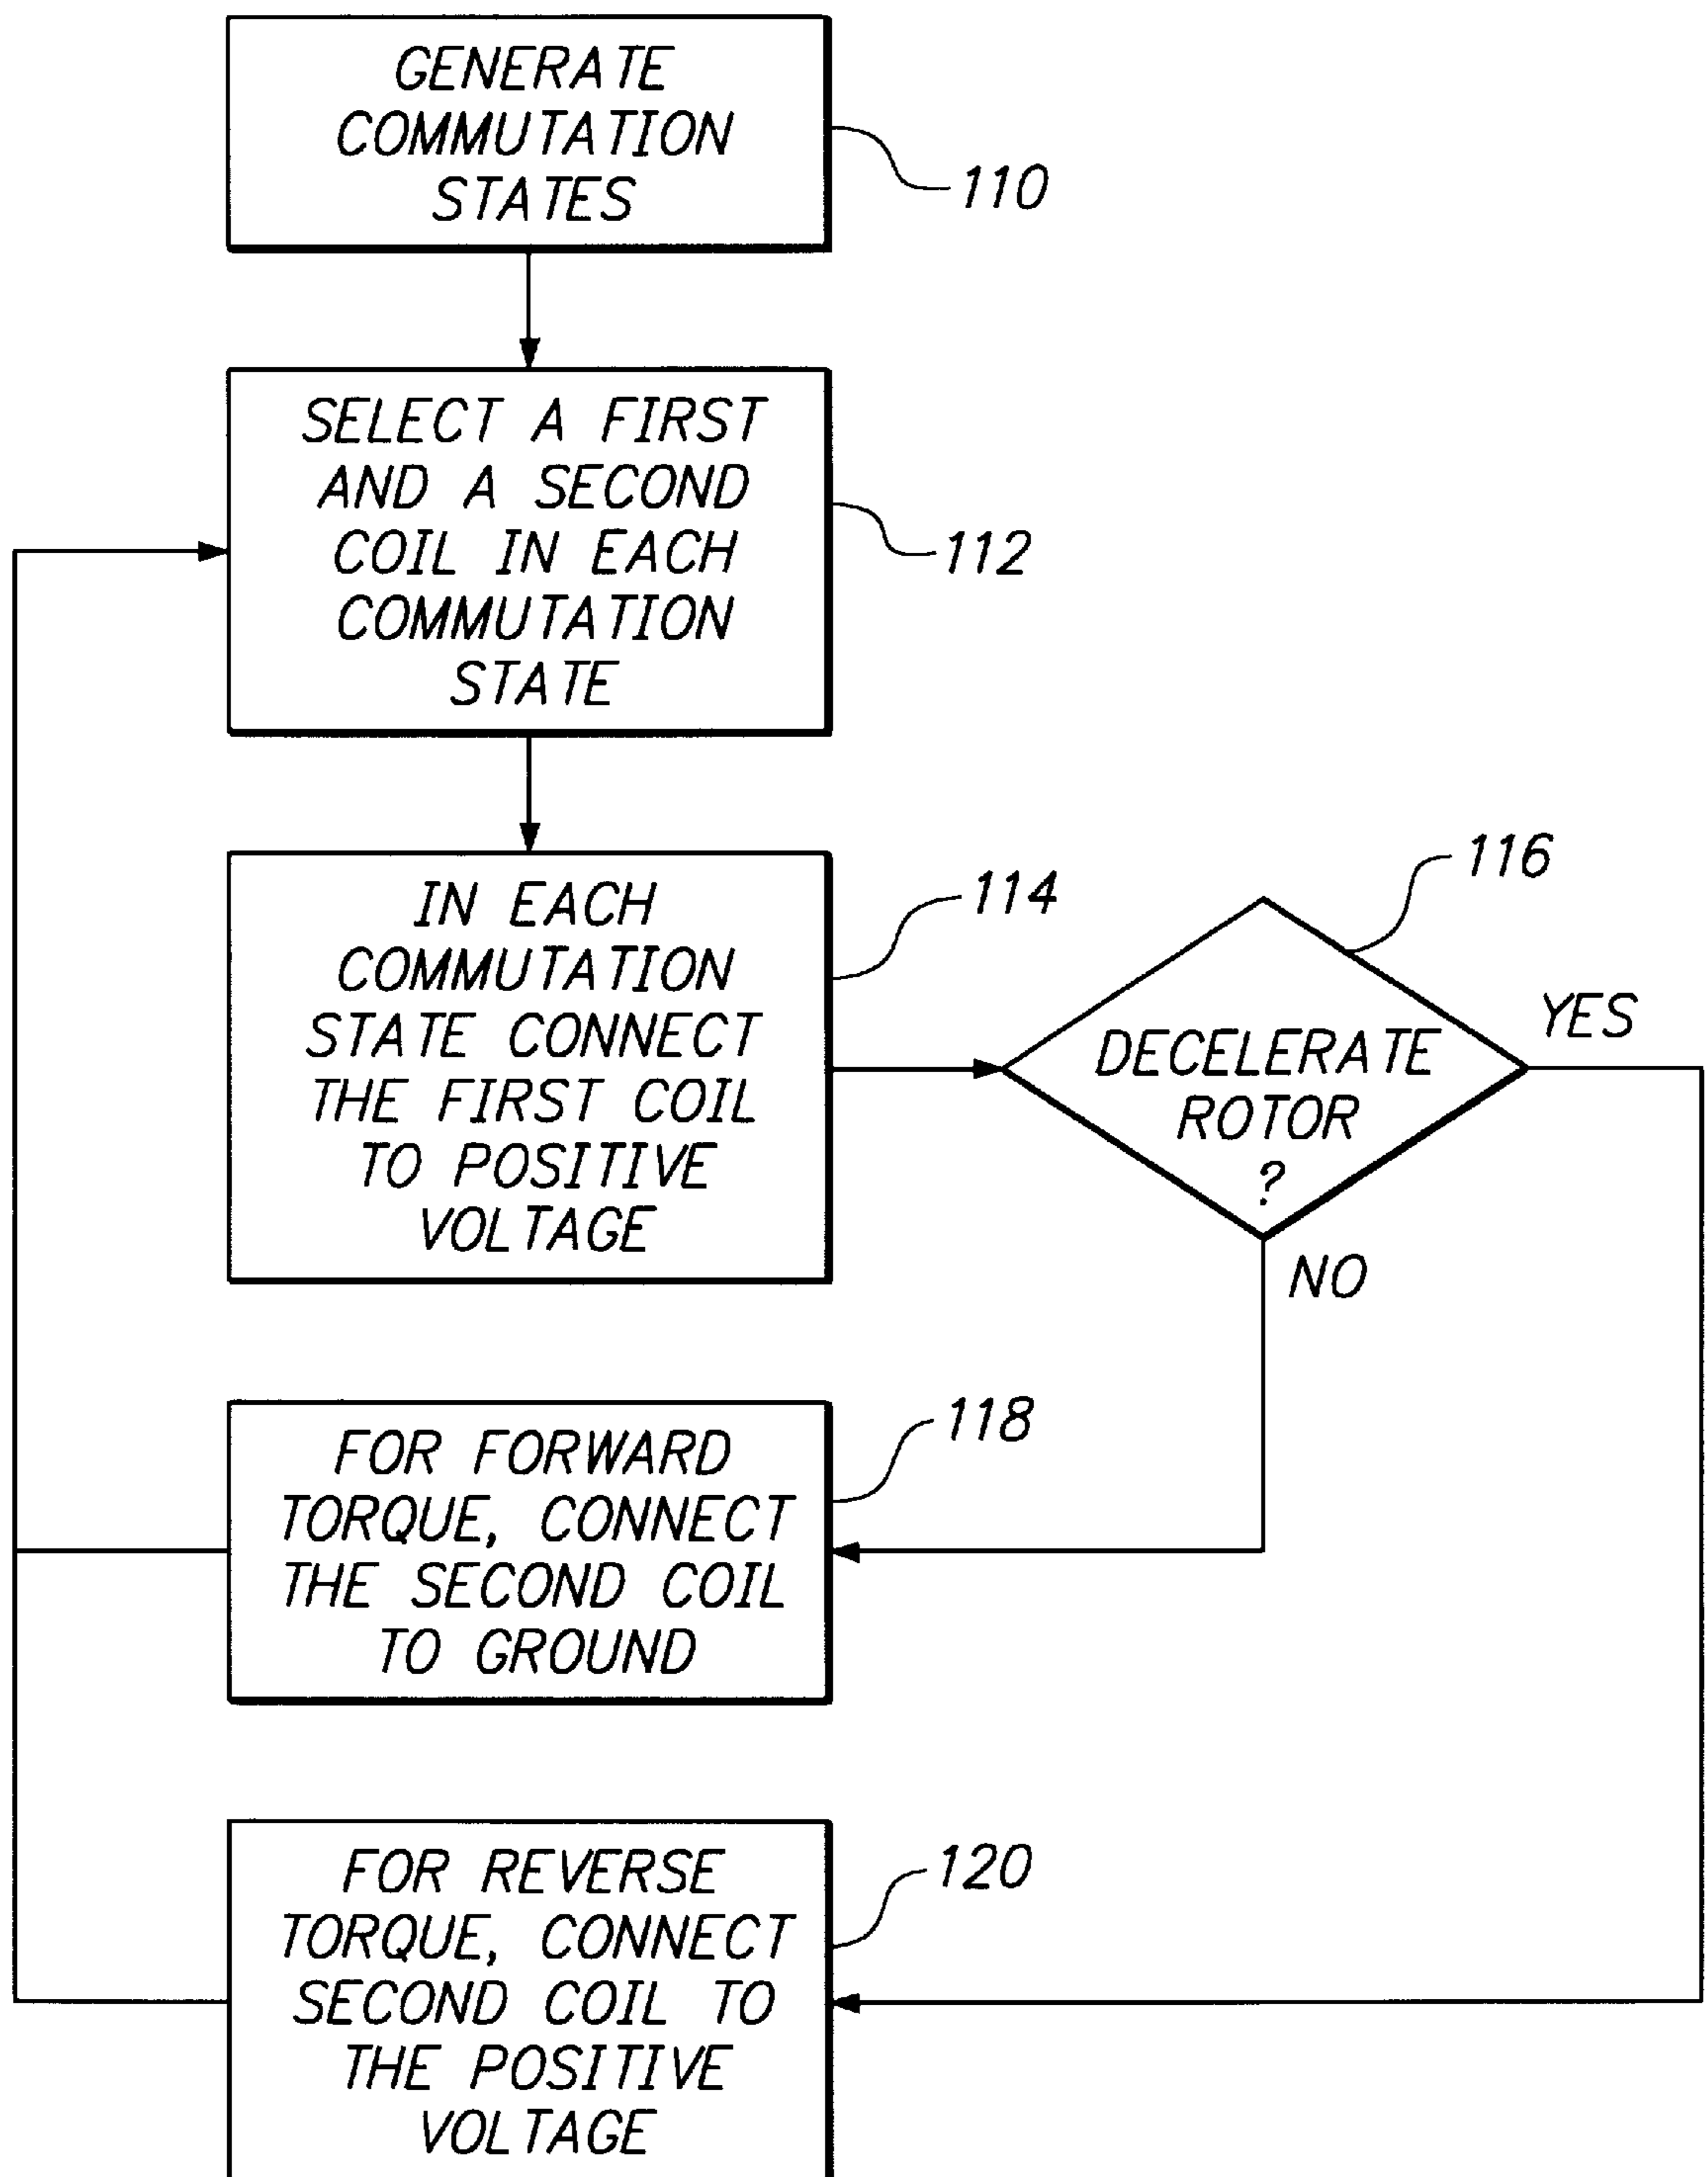 GENERATE
COMMUTATION
STATES
110
SELECT A FIRST
AND A SECOND
COIL IN EACH
COMMUTATION
STATE
112
IN EACH
COMMUTATION
STATE CONNECT
THE FIRST COIL
TO POSITIVE
VOLTAGE
114
116
DECELERATE
ROTOR
?
YES
NO
FOR FORWARD
TORQUE, CONNECT
THE SECOND COIL
TO GROUND
118
FOR REVERSE
TORQUE, CONNECT
SECOND COIL TO
THE POSITIVE
VOLTAGE
120